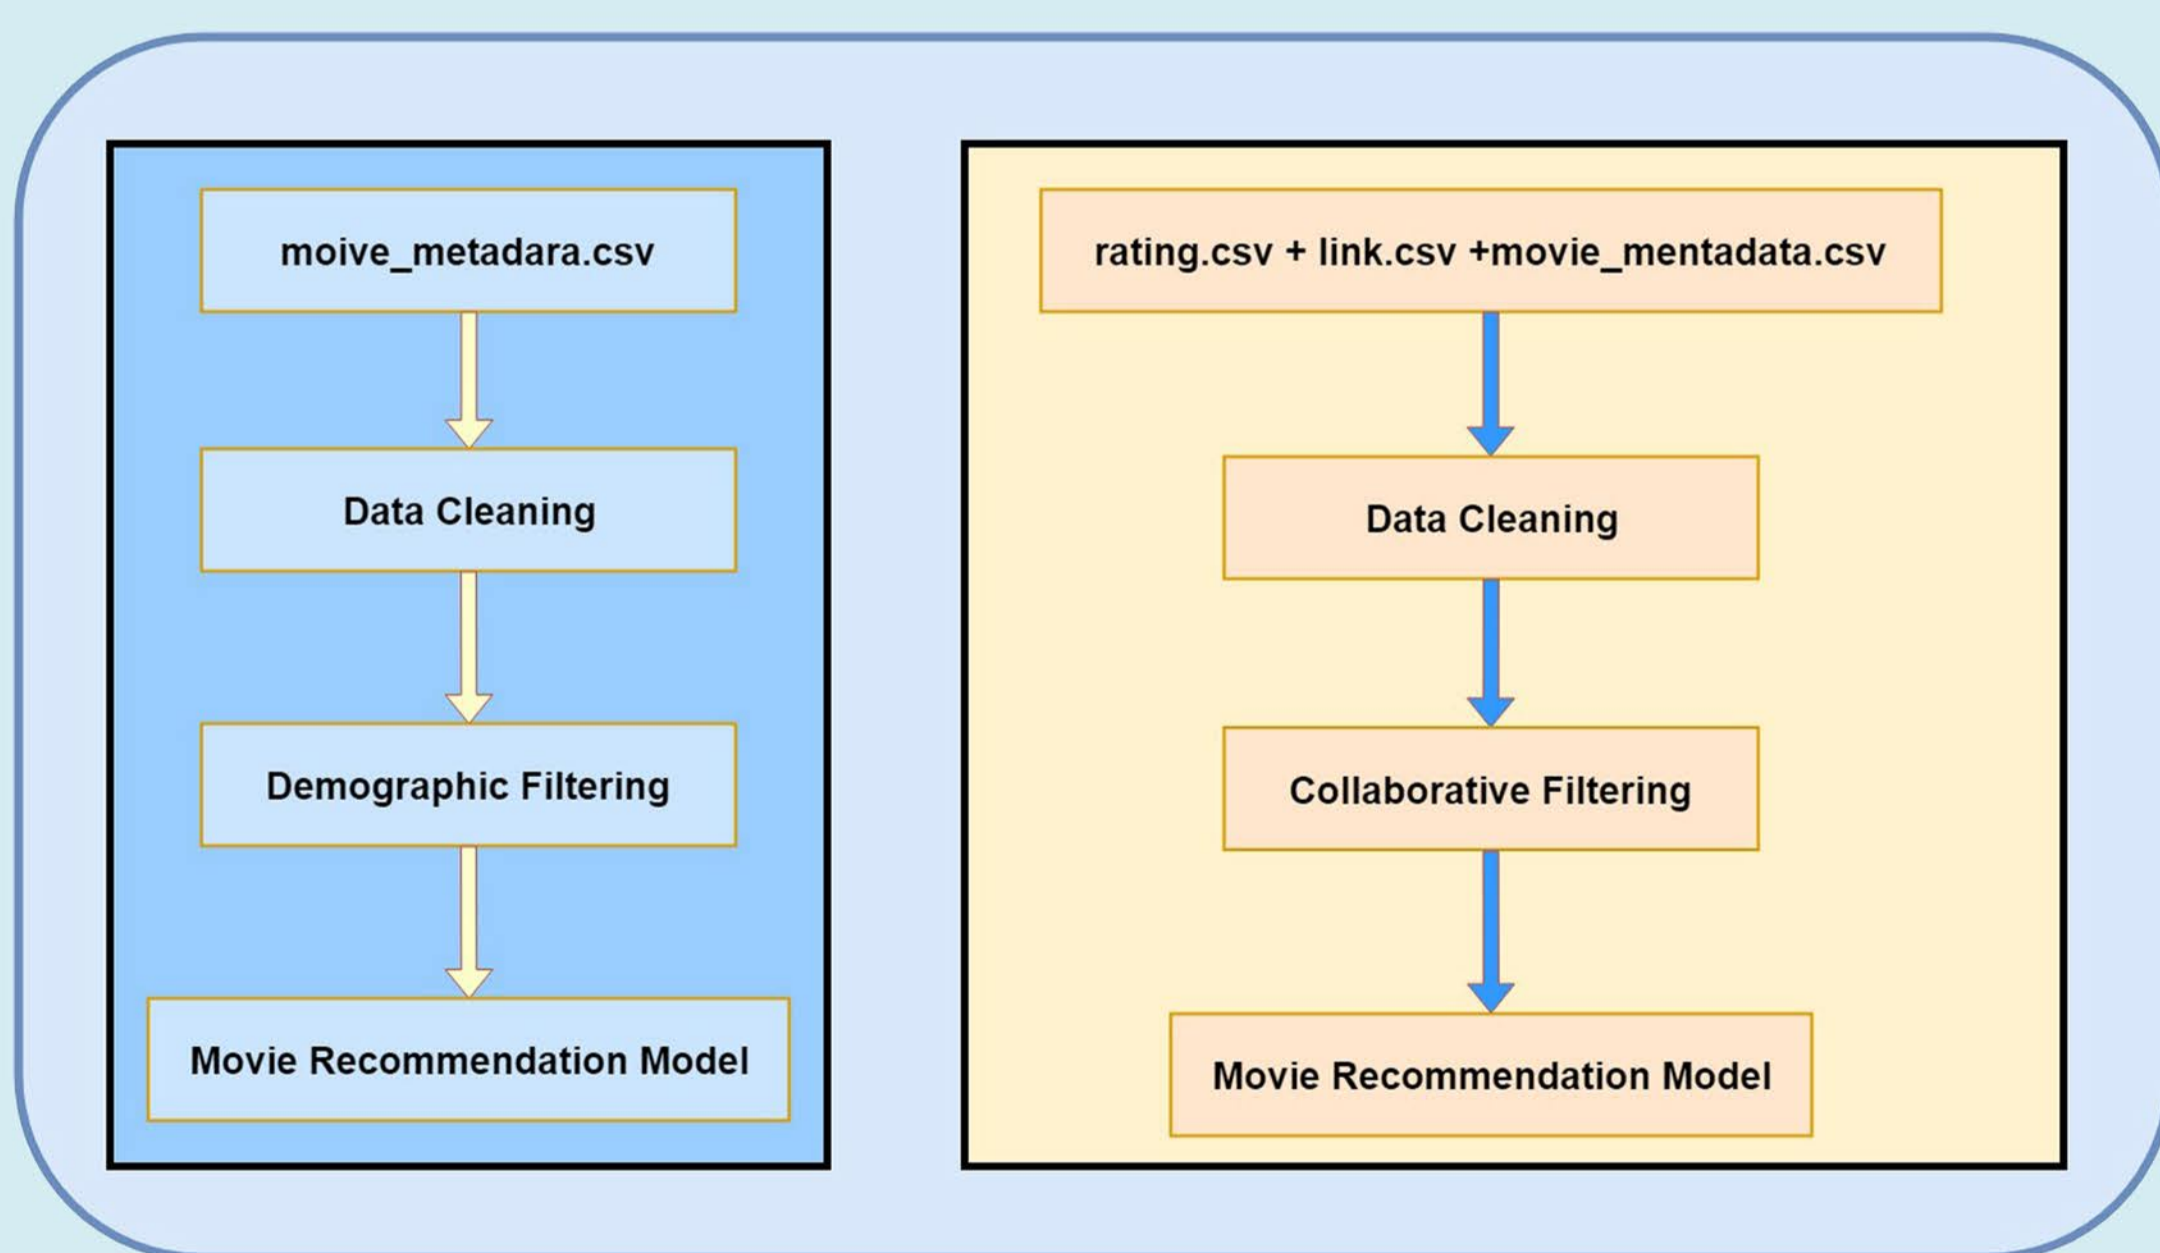 moive_metadara.csv
Data Cleaning
Demographic Filtering
Movie Recommendation Model
rating.csv + link.csv +movie_mentadata.csv
Data Cleaning
Collaborative Filtering
Movie Recommendation Model